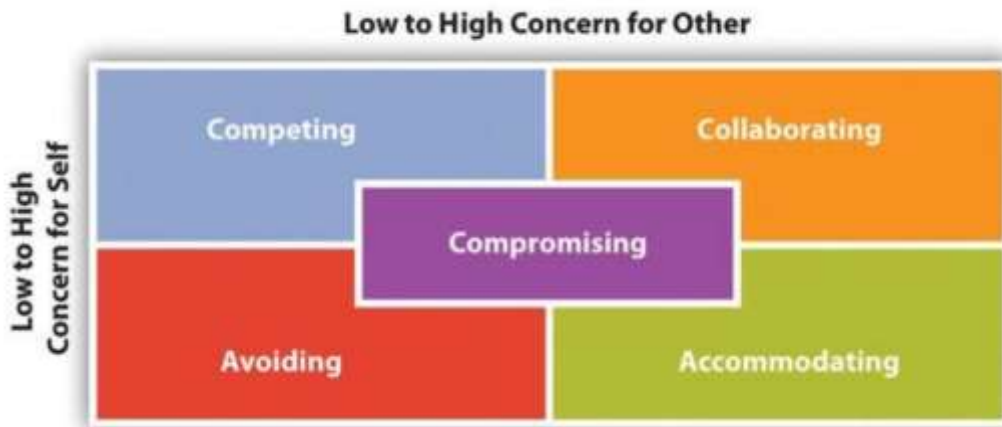 Low to High Concern for Other
Low to High
Concern for Self
Competing
Collaborating
Compromising
Avoiding
Accommodating